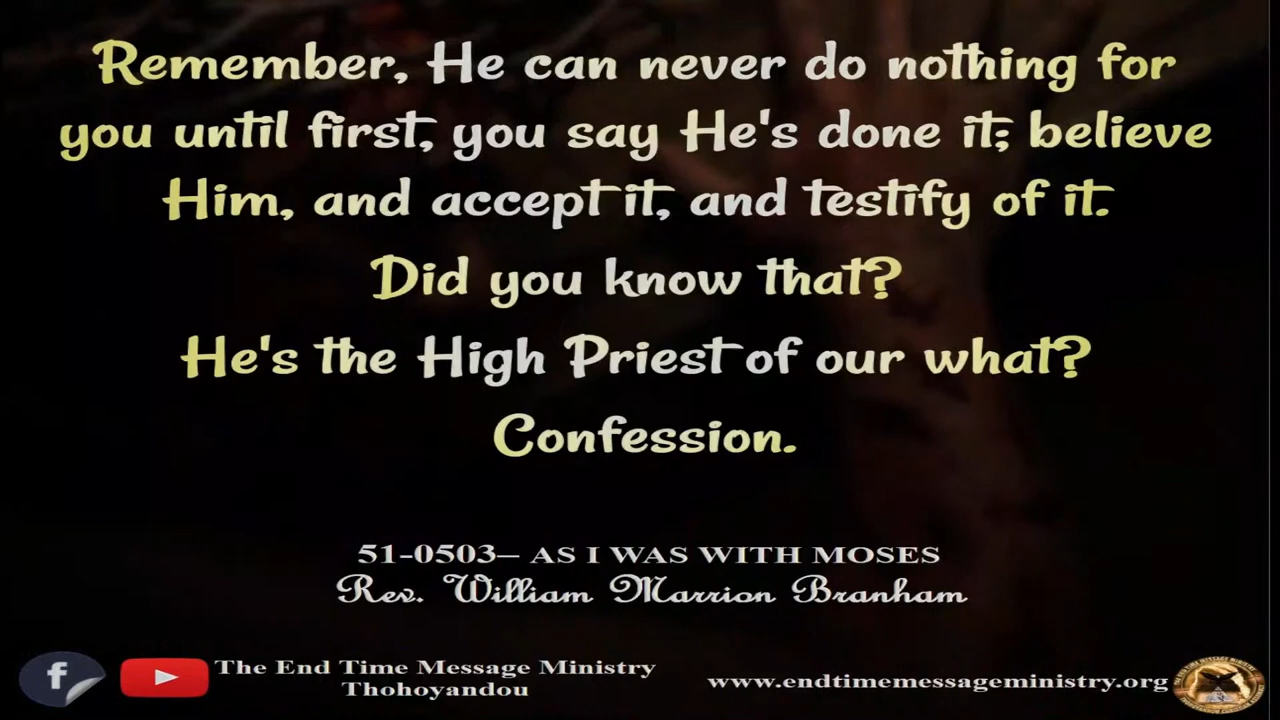 Remember, He can never do nothing for
you until first, you say He's done it; believe
Him, and accept it, and testify of it.
Did you know that?
He's the High Priest of our what?
Confession.
51-0503– AS I WAS WITH MOSES
Rev. William Marrion Branham
The End Time Message Ministry
Thohoyandou
www.endtimemessageministry.org